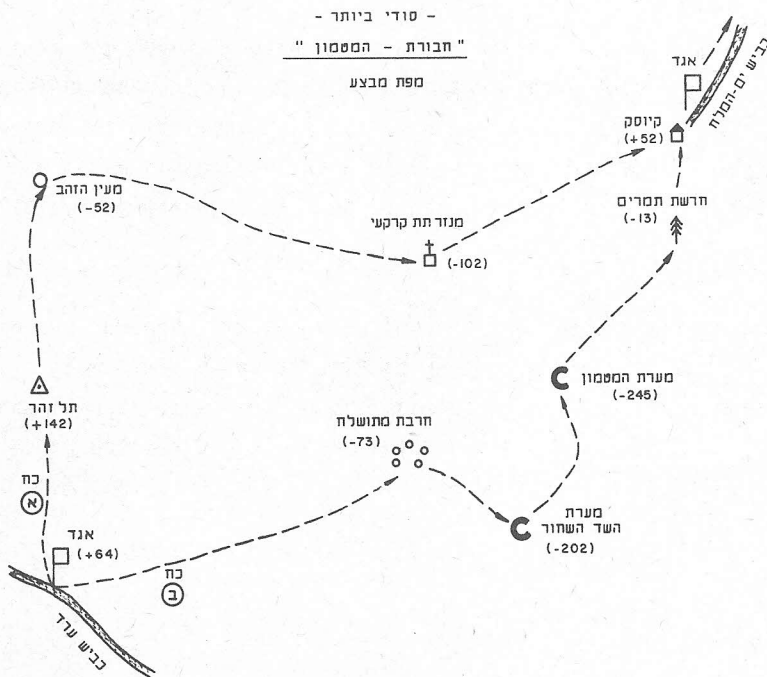 - סודי ביותר -
" חבורת - המטמון "
מפת מבצע
אגד
כביש ים-המלח
קיוסק
(+52)
מעין הזהב
(-52)
חרשת תמרים
(-13)
מנזר תת קרקעי
(-102)
מערת המטמון
(-245)
תל זהר
(+142)
חרבת מתושלח
(-73)
כח
א
מערת
השד השחור
(-202)
אגד
(+64)
כח
ב
כביש ערד